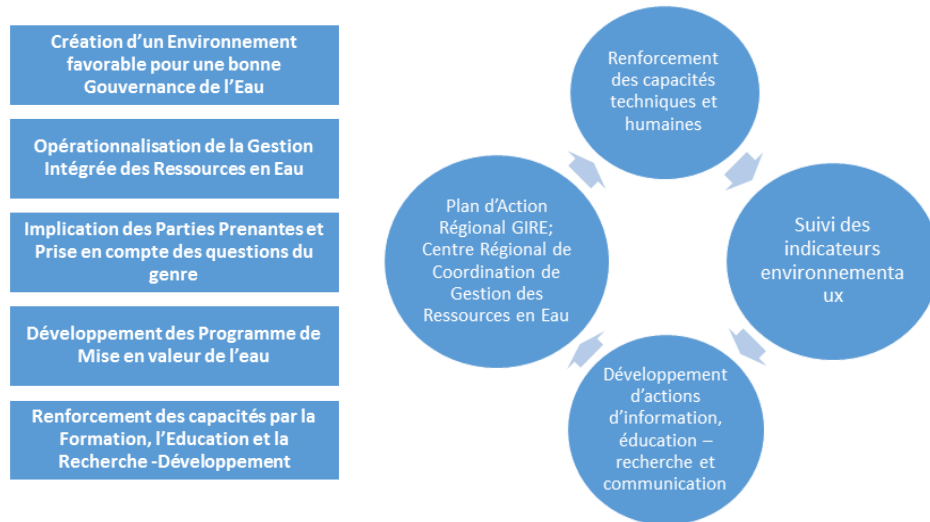 Création d’un Environnement
favorable pour une bonne
Gouvernance de l’Eau
Opérationnalisation de la Gestion
Intégrée des Ressources en Eau
Implication des Parties Prenantes et
Prise en compte des questions du
genre
Développement des Programme de
Mise en valeur de l’eau
Renforcement des capacités par la
Formation, l’Education et la
Recherche -Développement
Renforcement
des capacités
techniques et
humaines
Suivi des
indicateurs
environnementa
ux
Développement
d’actions
d’information,
éducation –
recherche et
communication
Plan d’Action
Régional GIRE;
Centre Régional de
Coordination de
Gestion des
Ressources en Eau